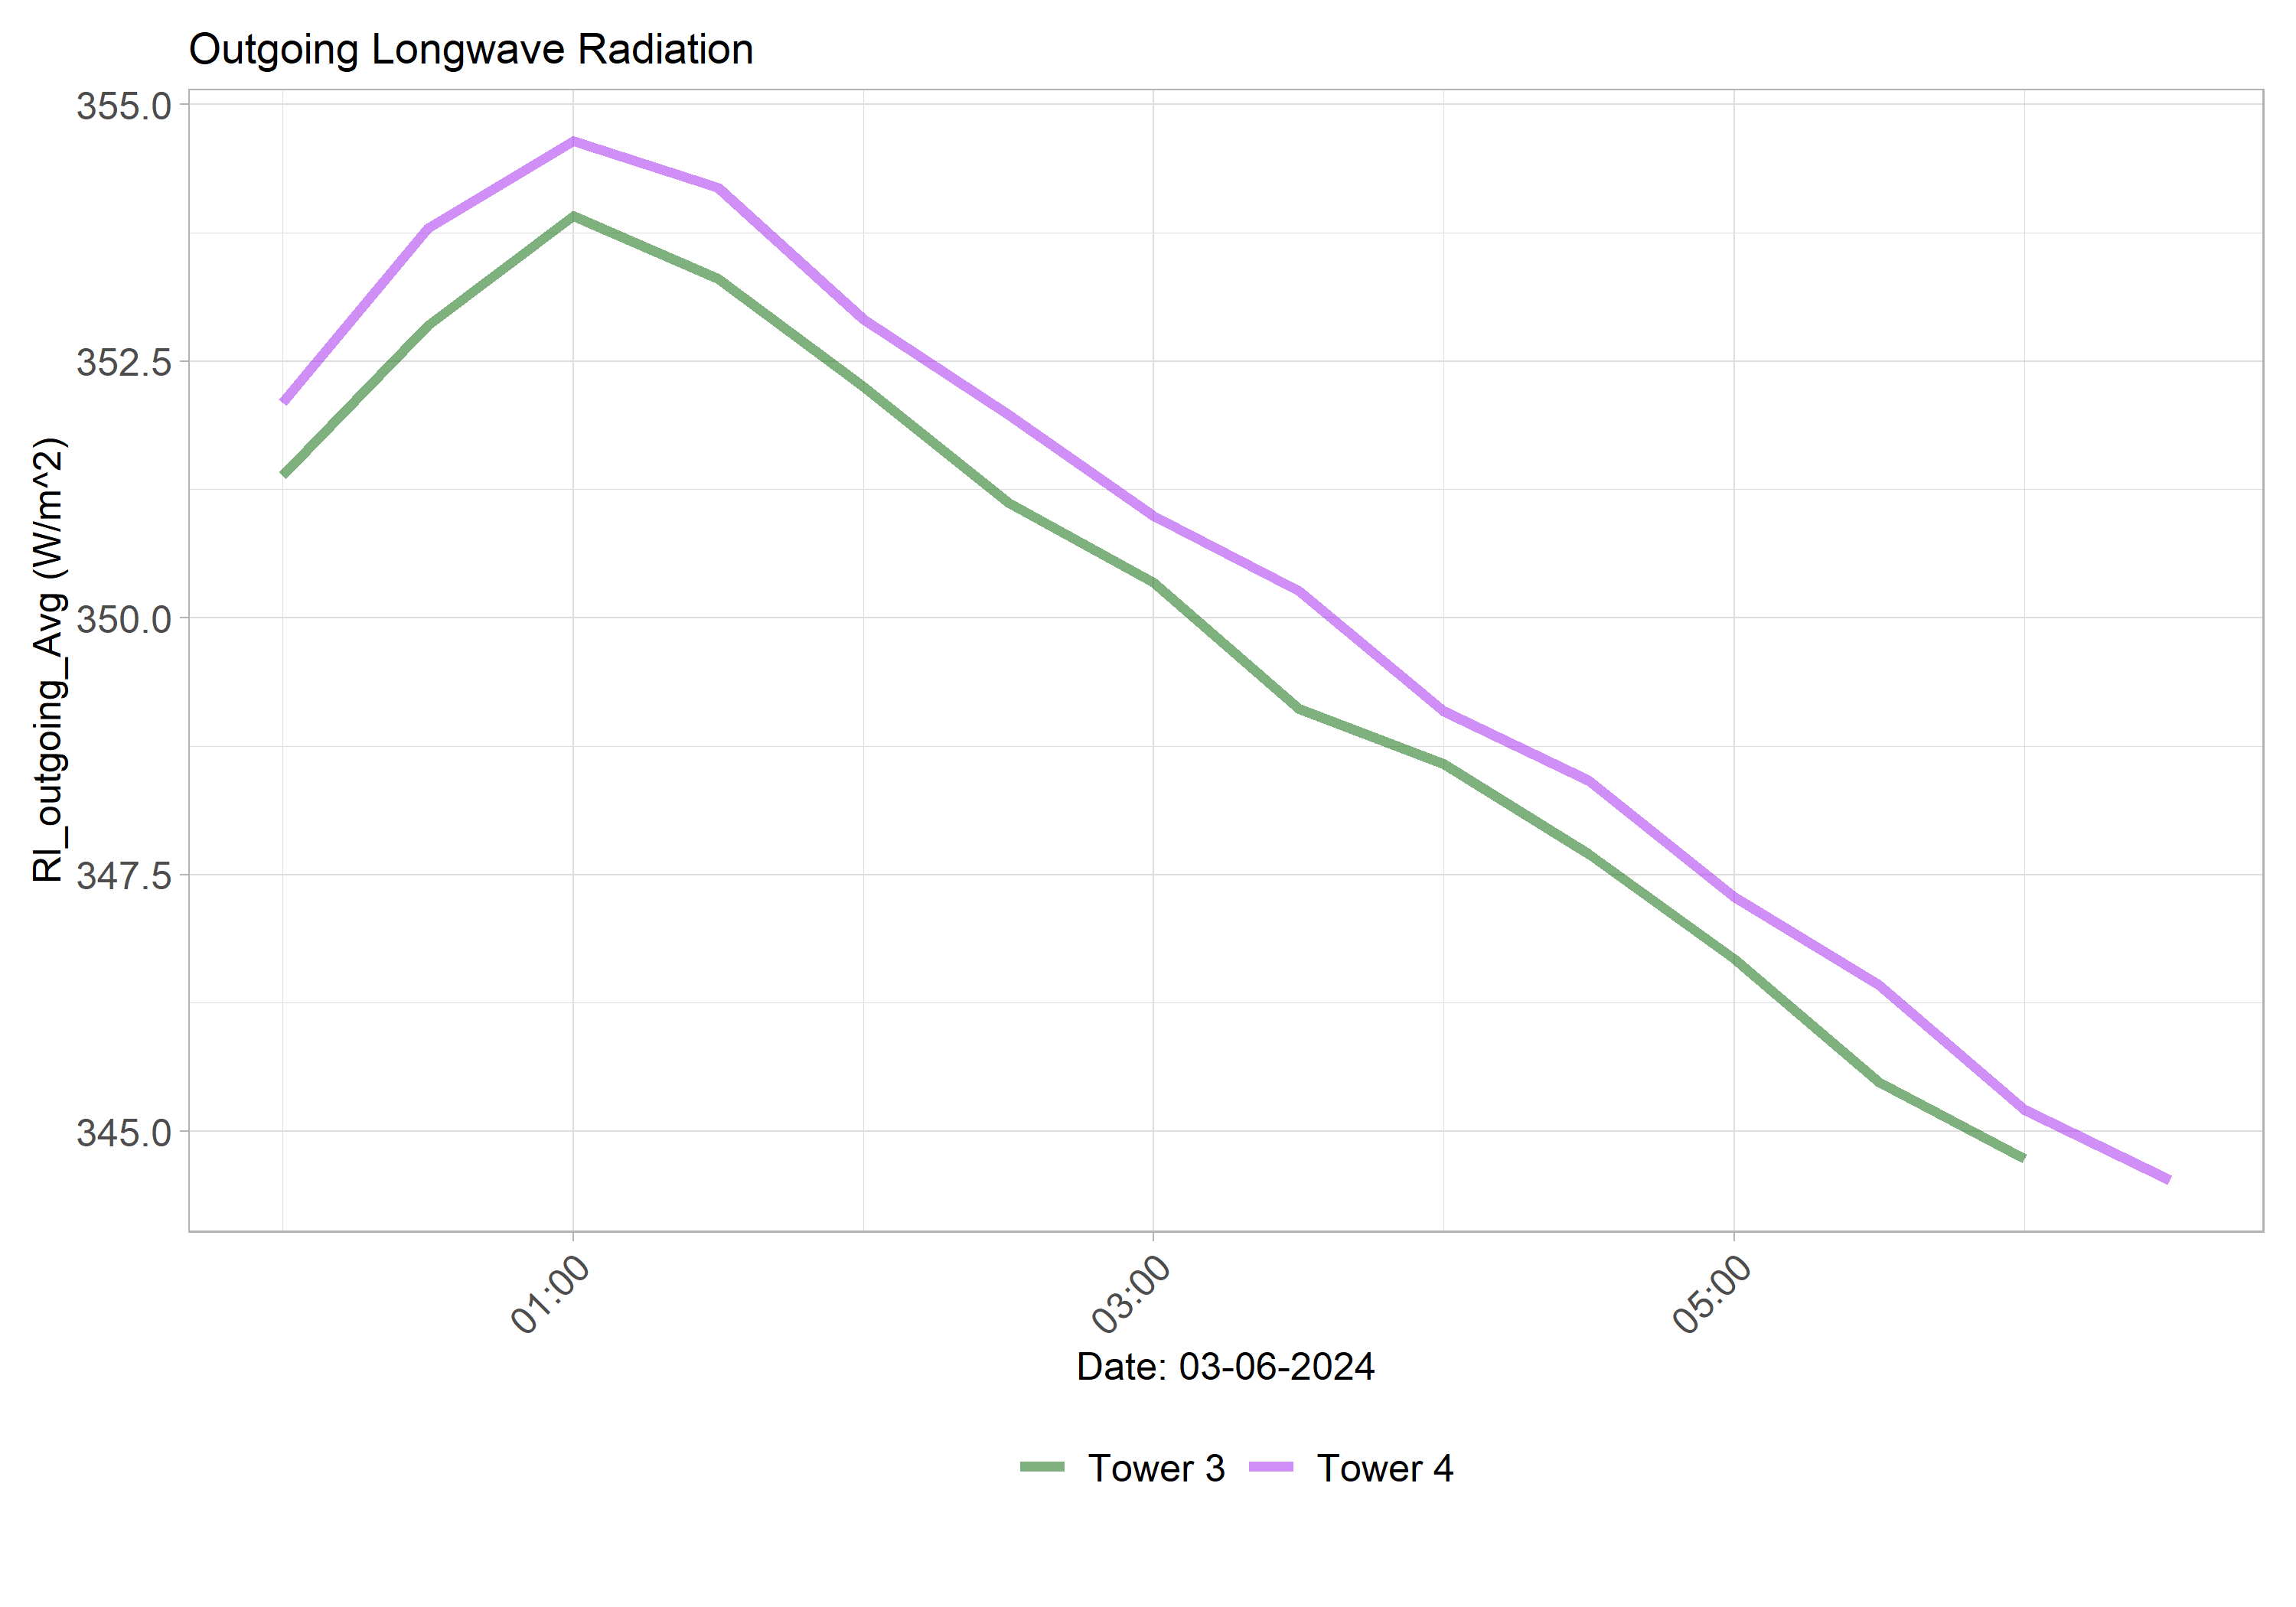 Outgoing Longwave Radiation
355.0
352.5
350.0
347.5
345.0
Rl_outgoing_Avg (W/m^2)
01:00
03:00
05:00
Date: 03-06-2024
Tower 3
Tower 4